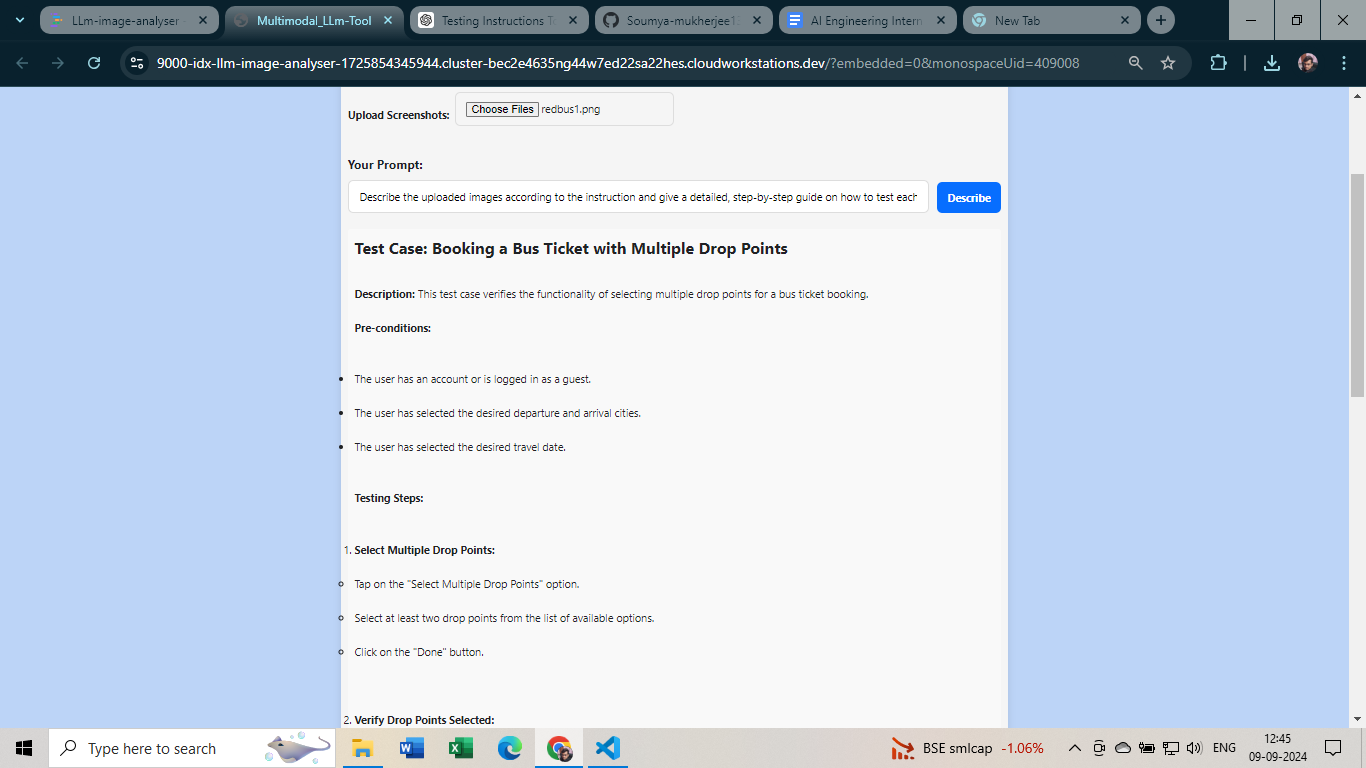 LLm-image-analyser
Multimodal_LLm-Tool
Testing Instructions To
Soumya-mukherjee1
AI Engineering Intern
New Tab
9000-idx-llm-image-analyser-1725854345944.cluster-bec2e4635ng44w7ed22sa22hes.cloudworkstations.dev/?embedded=0&monospaceUid=409008
Upload Screenshots: Choose Files redbus1.png
Your Prompt:
Describe the uploaded images according to the instruction and give a detailed, step-by-step guide on how to test each
Describe
Test Case: Booking a Bus Ticket with Multiple Drop Points
Description: This test case verifies the functionality of selecting multiple drop points for a bus ticket booking.
Pre-conditions:
The user has an account or is logged in as a guest.
The user has selected the desired departure and arrival cities.
The user has selected the desired travel date.
Testing Steps:
1. Select Multiple Drop Points:
Tap on the "Select Multiple Drop Points" option.
Select at least two drop points from the list of available options.
Click on the "Done" button.
2. Verify Drop Points Selected:
Type here to search
BSE smlcap -1.06%
ENG
12:45
09-09-2024